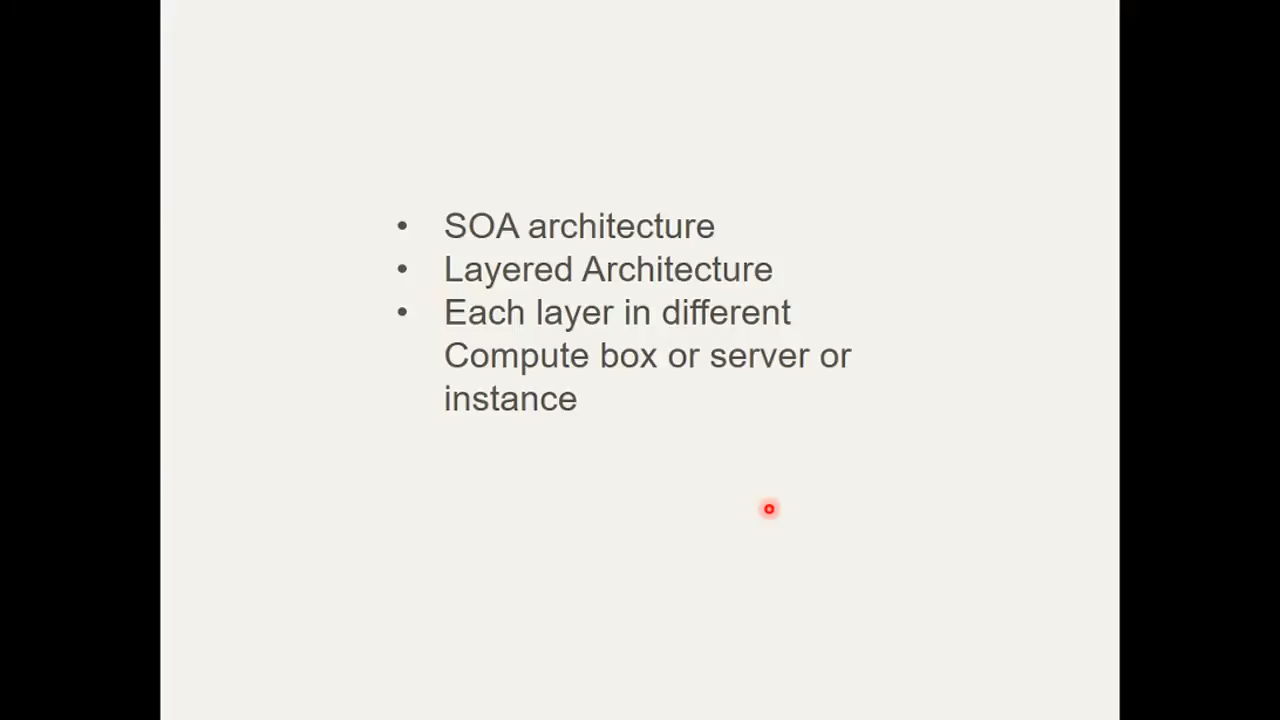 • SOA architecture
• Layered Architecture
• Each layer in different
Compute box or server or
instance